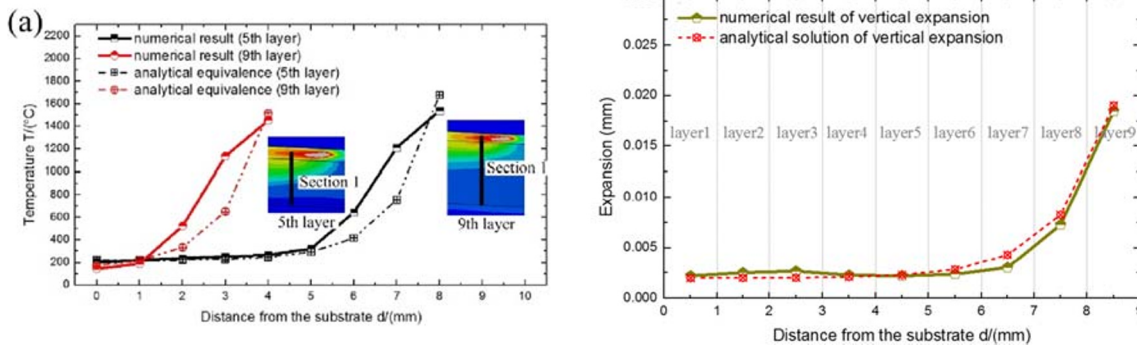 (a)
numerical result (5th layer)
numerical result (9th layer)
analytical equivalence (5th layer)
analytical equivalence (9th layer)
Temperature T/(°C)
2200
2000
1800
1600
1400
1200
1000
800
600
400
200
0
Section 1
5th layer
Section 1
9th layer
0 1 2 3 4 5 6 7 8 9 10
Distance from the substrate d/(mm)
numerical result of vertical expansion
analytical solution of vertical expansion
Expansion (mm)
0.025
0.020
0.015
0.010
0.005
0.000
layer1 layer2 layer3 layer4 layer5 layer6 layer7 layer8 layer9
0 1 2 3 4 5 6 7 8 9
Distance from the substrate d/(mm)